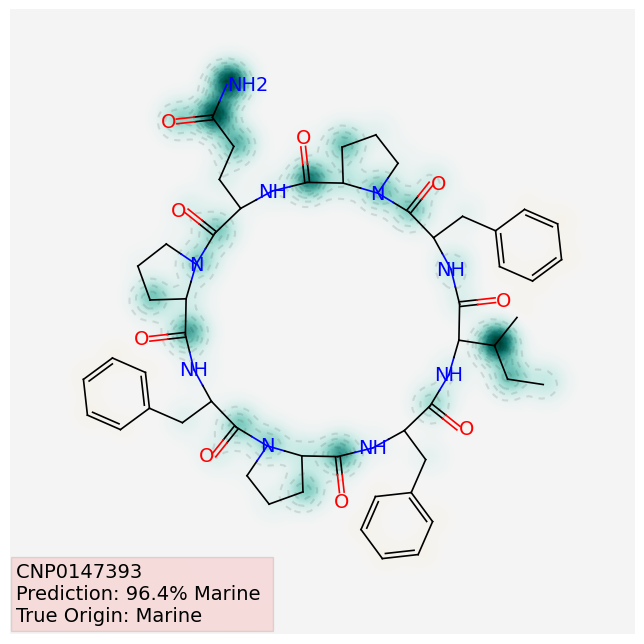 NH2
O
O
O
NH
O
N
N
NH
O
O
NH
NH
N
NH
O
O
O
CNP0147393
Prediction: 96.4% Marine
True Origin: Marine